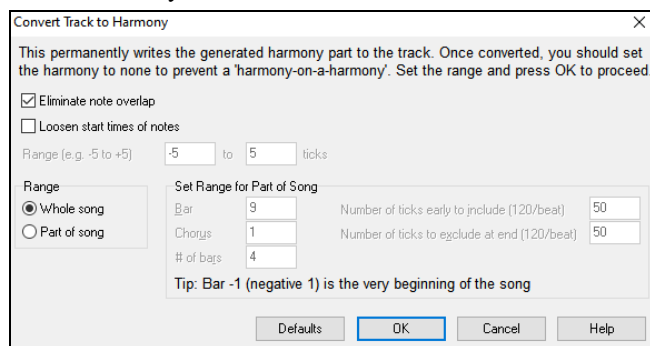 Convert Track to Harmony
This permanently writes the generated harmony part to the track. Once converted, you should set
the harmony to none to prevent a 'harmony-on-a-harmony'. Set the range and press OK to proceed.
Eliminate note overlap
Loosen start times of notes
Range (e.g. -5 to +5) -5 to 5 ticks
Range
Whole song
Part of song
Set Range for Part of Song
Bar 9 Number of ticks early to include (120/beat) 50
Chorus 1 Number of ticks to exclude at end (120/beat) 50
# of bars 4
Tip: Bar -1 (negative 1) is the very beginning of the song
Defaults OK Cancel Help